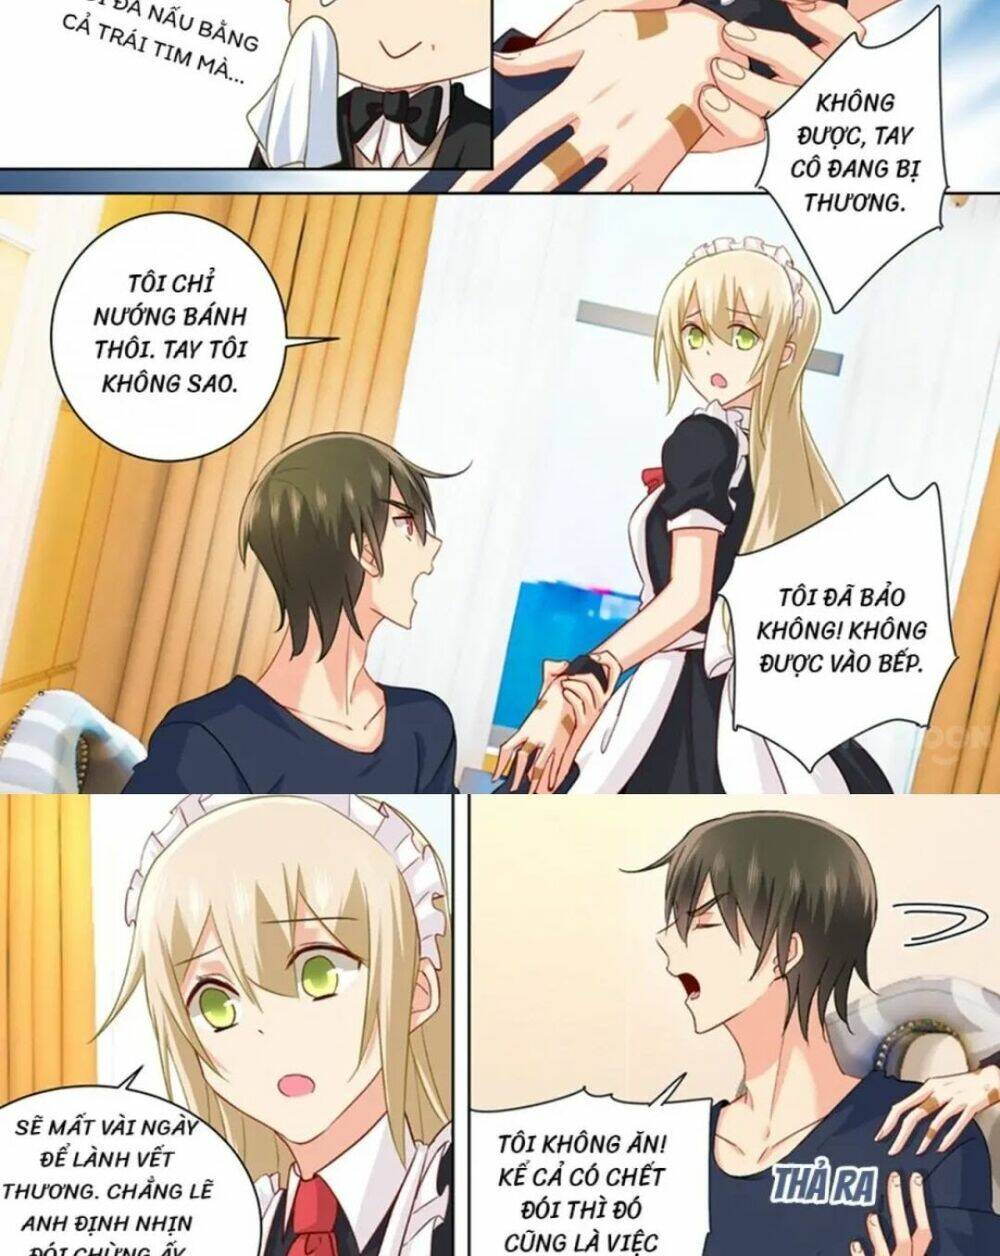 ĐÃ NẤU BẰNG
CẢ TRÁI TIM MÀ...
KHÔNG
ĐƯỢC, TAY
CÔ ĐANG BỊ
THƯƠNG.
TÔI CHỈ
NƯỚNG BÁNH
THÔI. TAY TÔI
KHÔNG SAO.
TÔI ĐÃ BẢO
KHÔNG! KHÔNG
ĐƯỢC VÀO BẾP.
SẼ MẤT VÀI NGÀY
ĐỂ LÀNH VẾT
THƯƠNG. CHẲNG LẼ
ANH ĐỊNH NHỊN
ĐÓI CHỪNG ẤY
TÔI KHÔNG ĂN!
KỂ CẢ CÓ CHẾT
ĐÓI THÌ ĐÓ
CŨNG LÀ VIỆC
THẢ RA